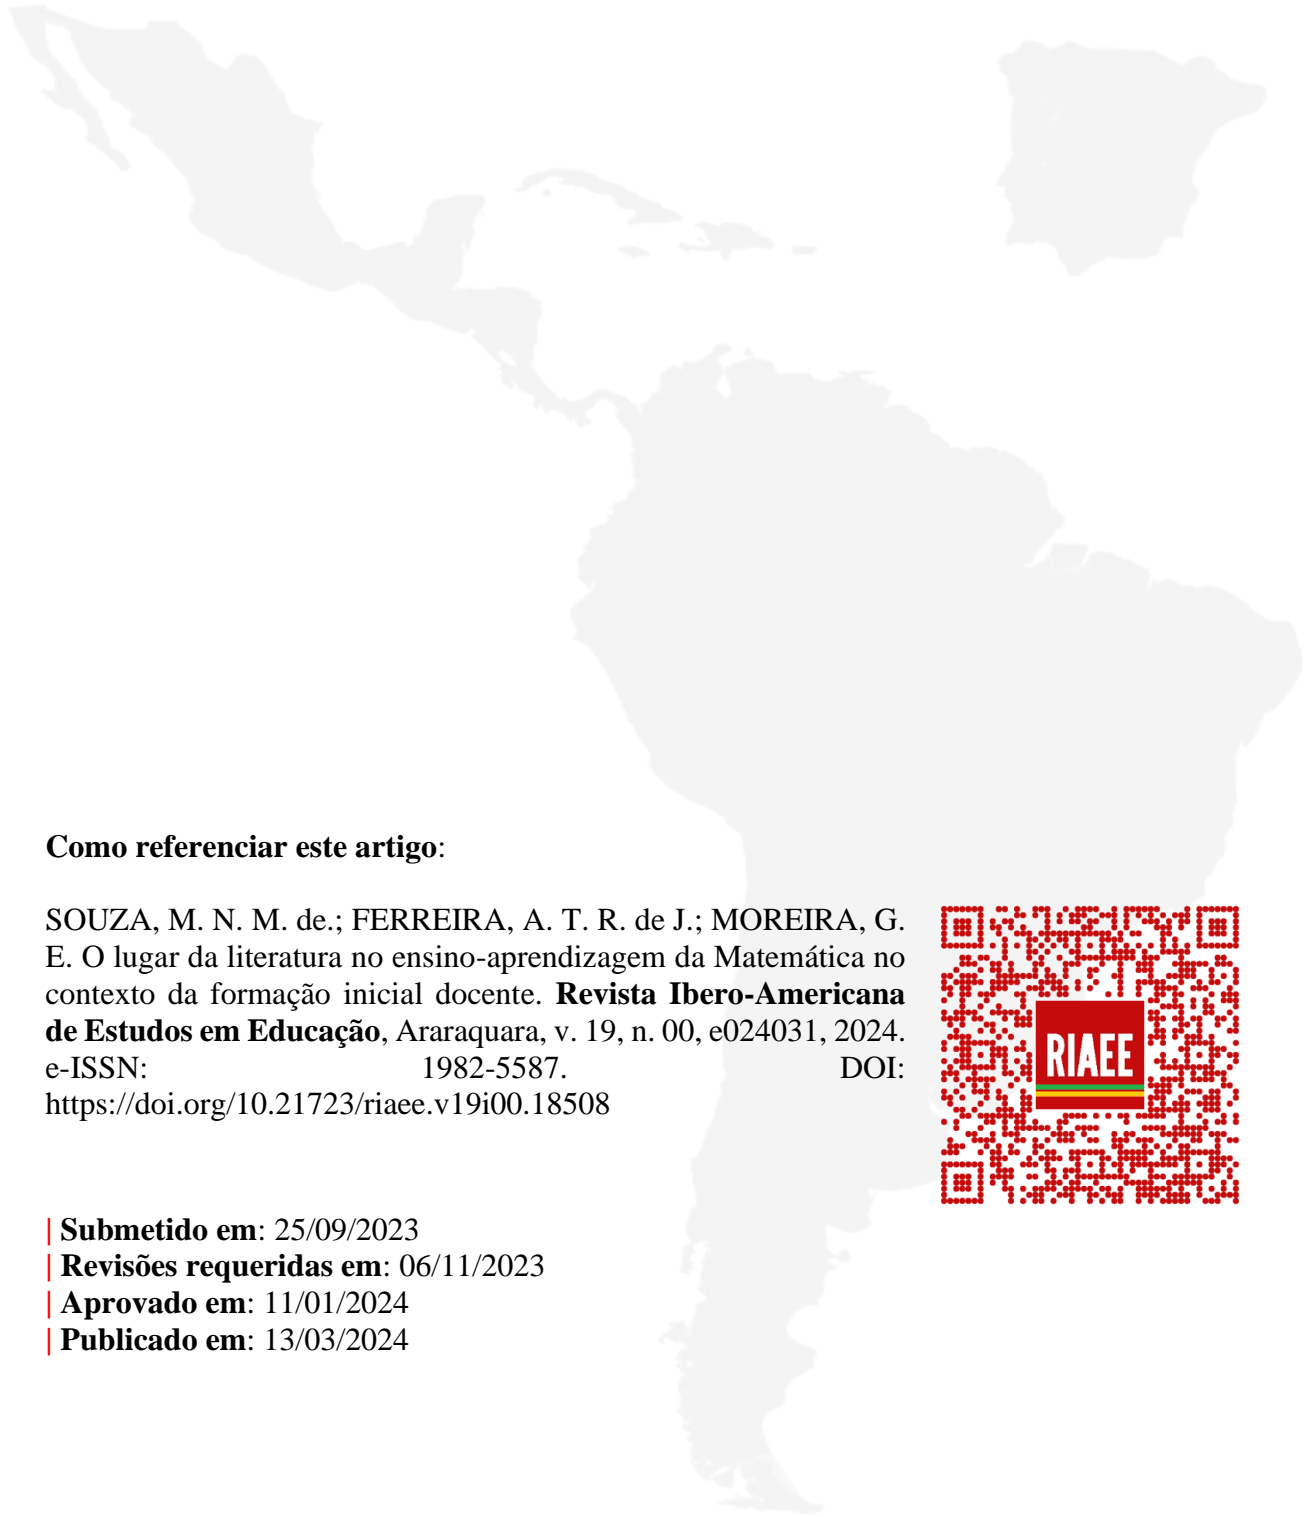 Como referenciar este artigo:
SOUZA, M. N. M. de.; FERREIRA, A. T. R. de J.; MOREIRA, G.
E. O lugar da literatura no ensino-aprendizagem da Matemática no
contexto da formação inicial docente. Revista Ibero-Americana
de Estudos em Educação, Araraquara, v. 19, n. 00, e024031, 2024.
e-ISSN: 1982-5587. DOI:
https://doi.org/10.21723/riaee.v19i00.18508
RIAEE
| Submetido em: 25/09/2023
| Revisões requeridas em: 06/11/2023
| Aprovado em: 11/01/2024
| Publicado em: 13/03/2024